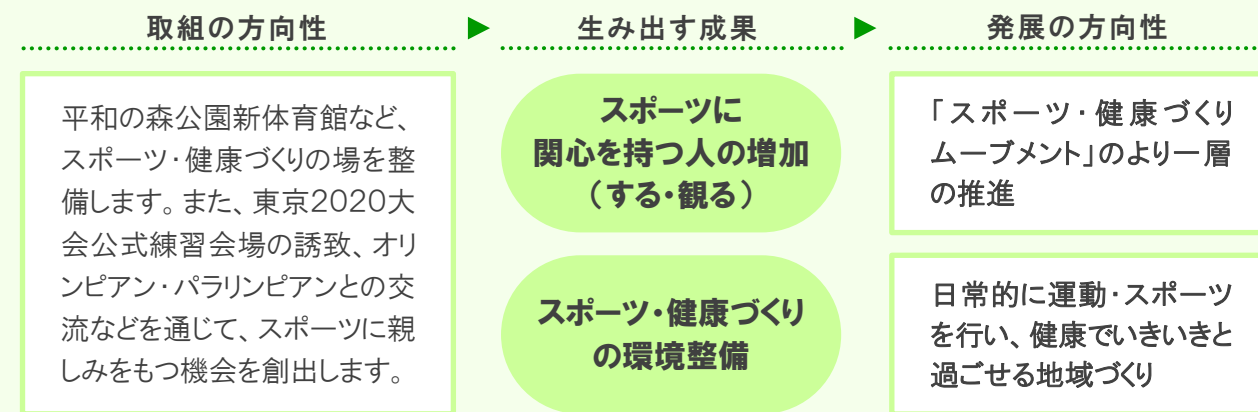 取組の方向性
▶
生み出す成果
▶
発展の方向性
平和の森公園新体育館など、
スポーツ・健康づくりの場を整
備します。また、東京2020大
会公式練習会場の誘致、オリ
ンピアン・パラリンピアンとの交
流などを通じて、スポーツに親
しみをもつ機会を創出します。
スポーツに
関心を持つ人の増加
（する・観る）
スポーツ・健康づくり
の環境整備
「スポーツ・健康づくり
ムーブメント」のより一層
の推進
日常的に運動・スポーツ
を行い、健康でいきいきと
過ごせる地域づくり